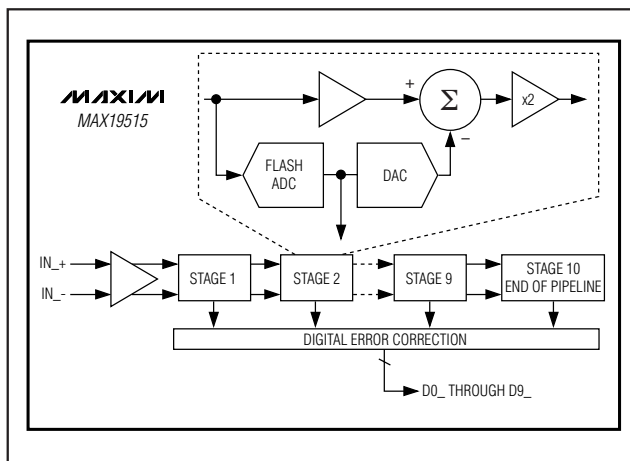 MAXIM
MAX19515
+
Σ
x2
−
FLASH
ADC
DAC
IN_+
IN_-
STAGE 1
STAGE 2
STAGE 9
STAGE 10
END OF PIPELINE
DIGITAL ERROR CORRECTION
D0_ THROUGH D9_